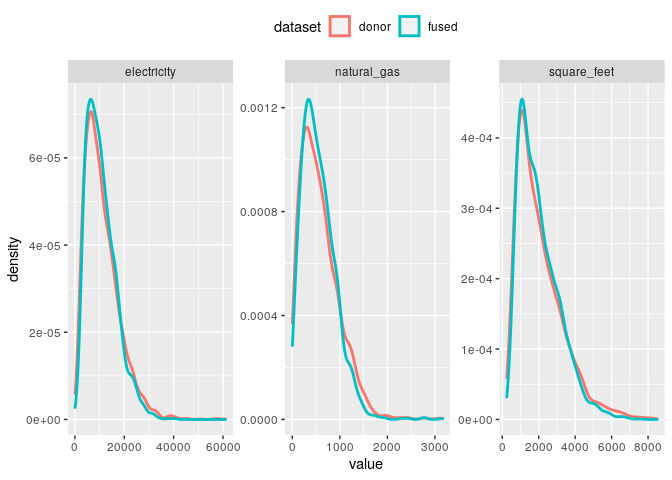 dataset donor fused
electricity natural_gas square_feet
density
6e-05
4e-05
2e-05
0e+00
0.0012
0.0008
0.0004
0.0000
4e-04
3e-04
2e-04
1e-04
0e+00
0 20000 40000 60000
0 1000 2000 3000
0 2000 4000 6000 8000
value